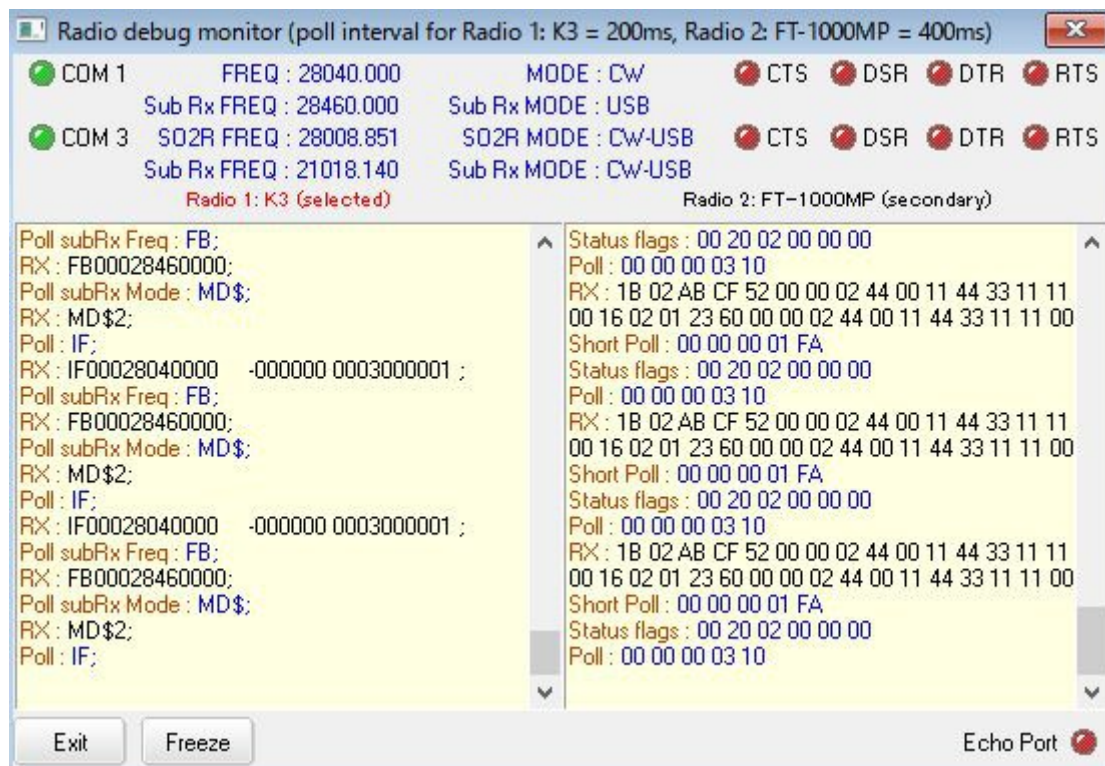 Radio debug monitor (poll interval for Radio 1: K3 = 200ms, Radio 2: FT-1000MP = 400ms)
COM 1 FREQ : 28040.000 MODE : CW CTS DSR DTR RTS
Sub Rx FREQ : 28460.000 Sub Rx MODE : USB
COM 3 SO2R FREQ : 28008.851 SO2R MODE : CW-USB CTS DSR DTR RTS
Sub Rx FREQ : 21018.140 Sub Rx MODE : CW-USB
Radio 1: K3 (selected) Radio 2: FT-1000MP (secondary)
Poll subRx Freq : FB;
RX : FB00028460000;
Poll subRx Mode : MD$;
RX : MD$2;
Poll : IF;
RX : IF00028040000     -000000 0003000001 ;
Poll subRx Freq : FB;
RX : FB00028460000;
Poll subRx Mode : MD$;
RX : MD$2;
Poll : IF;
RX : IF00028040000     -000000 0003000001 ;
Poll subRx Freq : FB;
RX : FB00028460000;
Poll subRx Mode : MD$;
RX : MD$2;
Poll : IF;
Status flags : 00 20 02 00 00 00
Poll : 00 00 00 03 10
RX : 1B 02 AB CF 52 00 00 02 44 00 11 44 33 11 11
00 16 02 01 23 60 00 00 02 44 00 11 44 33 11 11 00
Short Poll : 00 00 00 01 FA
Status flags : 00 20 02 00 00 00
Poll : 00 00 00 03 10
RX : 1B 02 AB CF 52 00 00 02 44 00 11 44 33 11 11
00 16 02 01 23 60 00 00 02 44 00 11 44 33 11 11 00
Short Poll : 00 00 00 01 FA
Status flags : 00 20 02 00 00 00
Poll : 00 00 00 03 10
RX : 1B 02 AB CF 52 00 00 02 44 00 11 44 33 11 11
00 16 02 01 23 60 00 00 02 44 00 11 44 33 11 11 00
Short Poll : 00 00 00 01 FA
Status flags : 00 20 02 00 00 00
Poll : 00 00 00 03 10
Exit Freeze Echo Port